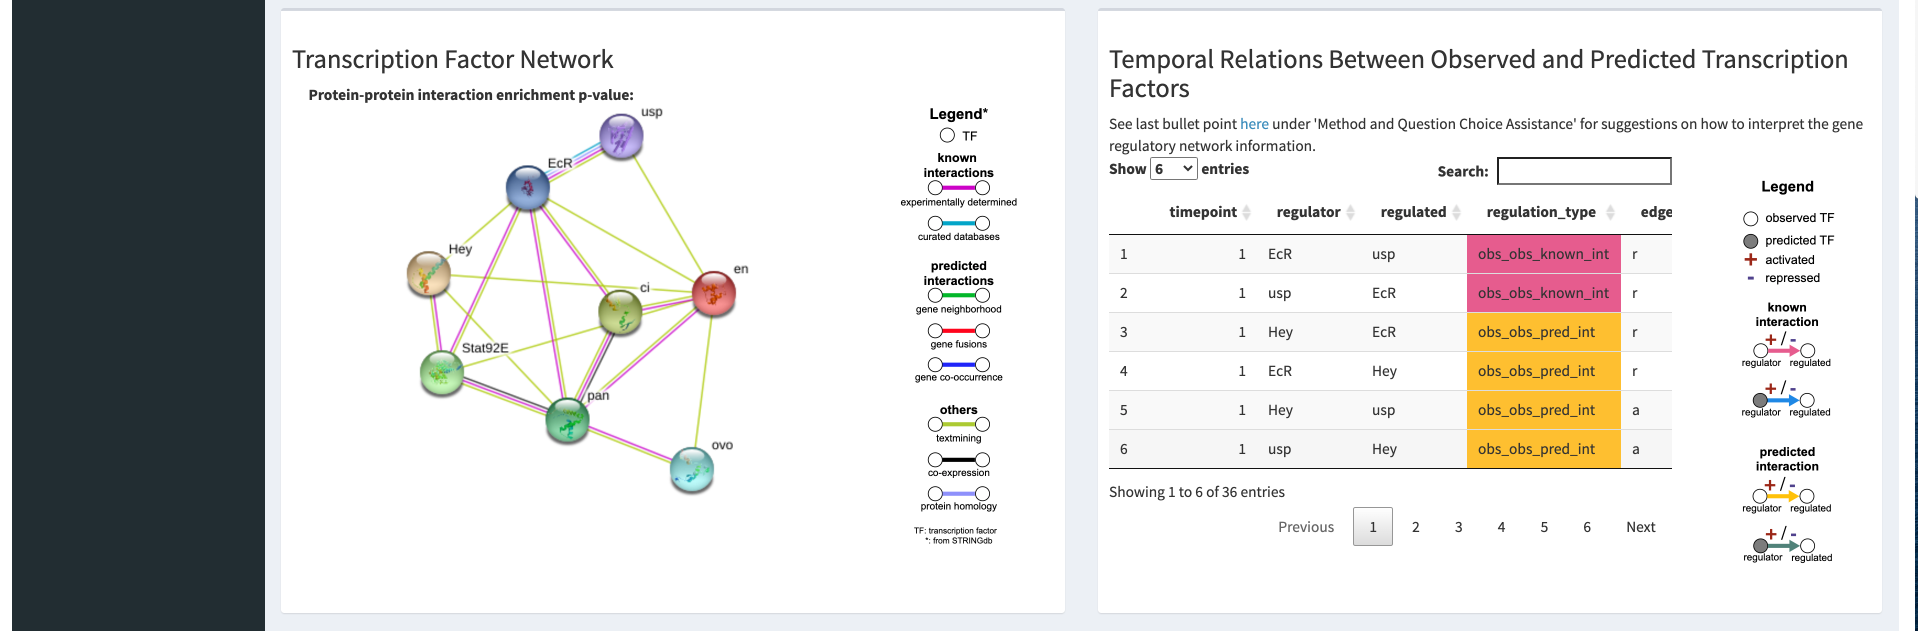 Transcription Factor Network
Protein-protein interaction enrichment p-value:
usp
EcR
Hey
en
ci
Stat92E
pan
ovo
Legend*
TF
known
interactions
experimentally determined
curated databases
predicted
interactions
gene neighborhood
gene fusions
gene co-occurrence
others
textmining
co-expression
protein homology
TF: transcription factor
*: from STRINGdb
Temporal Relations Between Observed and Predicted Transcription
Factors
See last bullet point here under 'Method and Question Choice Assistance' for suggestions on how to interpret the gene
regulatory network information.
Show 6 entries
Search:
timepoint regulator regulated regulation_type edge
1 1 EcR usp obs_obs_known_int r
2 1 usp EcR obs_obs_known_int r
3 1 Hey EcR obs_obs_pred_int r
4 1 EcR Hey obs_obs_pred_int r
5 1 Hey usp obs_obs_pred_int a
6 1 usp Hey obs_obs_pred_int a
Showing 1 to 6 of 36 entries
Previous 1 2 3 4 5 6 Next
Legend
observed TF
predicted TF
+ activated
- repressed
known
interaction
+ / -
regulator regulated
+ / -
regulator regulated
predicted
interaction
+ / -
regulator regulated
+ / -
regulator regulated